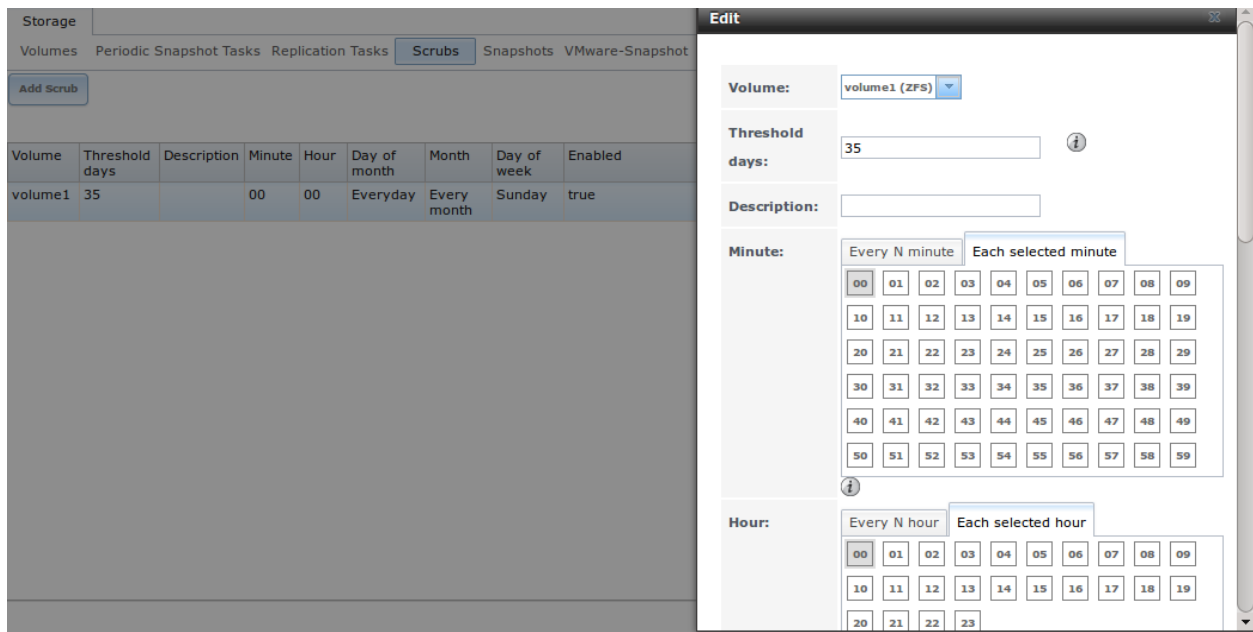 Storage
Volumes Periodic Snapshot Tasks Replication Tasks Scrubs Snapshots VMware-Snapshot
Add Scrub
Volume Threshold days Description Minute Hour Day of month Month Day of week Enabled
volume1 35 00 00 Everyday Every month Sunday true
Edit
Volume: volume1 (ZFS)
Threshold days: 35
i
Description:
Minute: Every N minute Each selected minute
00 01 02 03 04 05 06 07 08 09
10 11 12 13 14 15 16 17 18 19
20 21 22 23 24 25 26 27 28 29
30 31 32 33 34 35 36 37 38 39
40 41 42 43 44 45 46 47 48 49
50 51 52 53 54 55 56 57 58 59
i
Hour: Every N hour Each selected hour
00 01 02 03 04 05 06 07 08 09
10 11 12 13 14 15 16 17 18 19
20 21 22 23